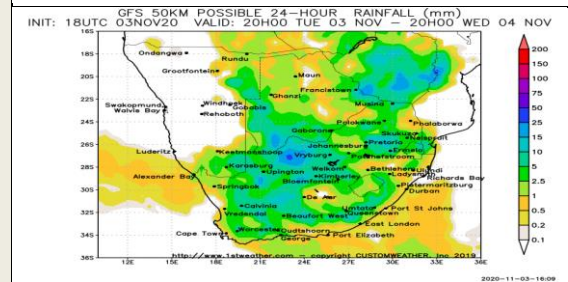 GFS 50KM POSSIBLE 24-HOUR RAINFALL (mm)
INIT: 18UTC 03NOV20 VALID: 20H00 TUE 03 NOV - 20H00 WED 04 NOV
16S
18S
20S
22S
24S
26S
28S
30S
32S
34S
36S
12E 15E 18E 21E 24E 27E 30E 33E 36E
Ondangwa
Rundu
Grootfontein
Maun
Francistown
Ghanzi
Windhoek
Gobabis
Swakopmund
Walvis Bay
Rehoboth
Musina
Polokwane
Phalaborwa
Gaborone
Skukuza
Nelspruit
Johannesburg
Pretoria
Luderitz
Keetmanshoop
Vryburg
Potchefstroom
Ermelo
Karasburg
Welkom
Bethlehem
Ulundi
Alexander Bay
Upington
Kimberley
Ladysmith
Richards Bay
Bloemfontein
Springbok
Pietermaritzburg
Durban
De Aar
Calvinia
Umtata
Port St Johns
Vredendal
Beaufort West
Queenstown
East London
Cape Town
Worcester
Oudtshoorn
George
Port Elizabeth
200
150
100
75
50
25
15
10
5
2.5
1
0.5
0.2
0.1
http://www.1stweather.com - copyright CUSTOMWEATHER, Inc 2019
2020-11-03-16:09